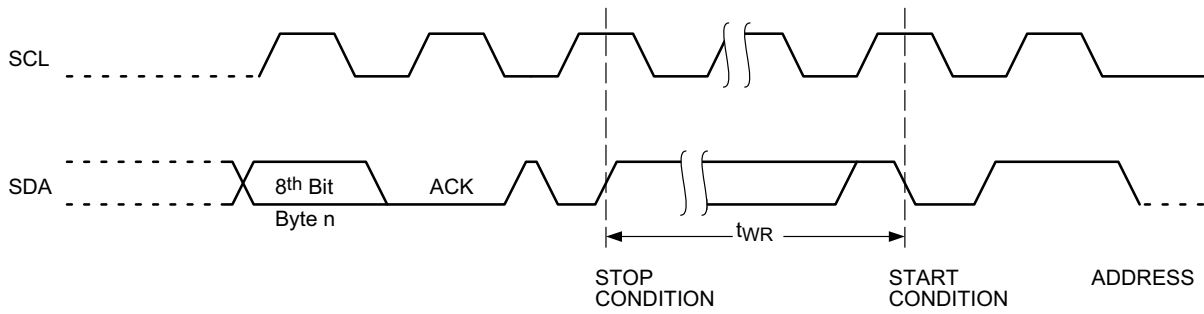 SCL
SDA
8th Bit
Byte n
ACK
tWR
STOP
CONDITION
START
CONDITION
ADDRESS